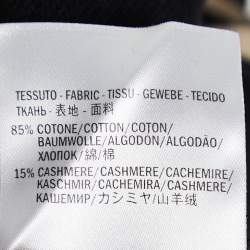 TESSUTO - FABRIC - TISSU - GEWEBE - TECIDO
ТКАНЬ - 表地 - 面料
85% COTONE/COTTON/COTON/
BAUMWOLLE/ALGODON/ALGODÃO/
ХЛОПОК/綿/棉
15% CASHMERE/CASHMERE/CACHEMIRE/
KASCHMIR/CACHEMIRA/CASHMERE/
КАШЕМИР/カシミヤ/山羊绒